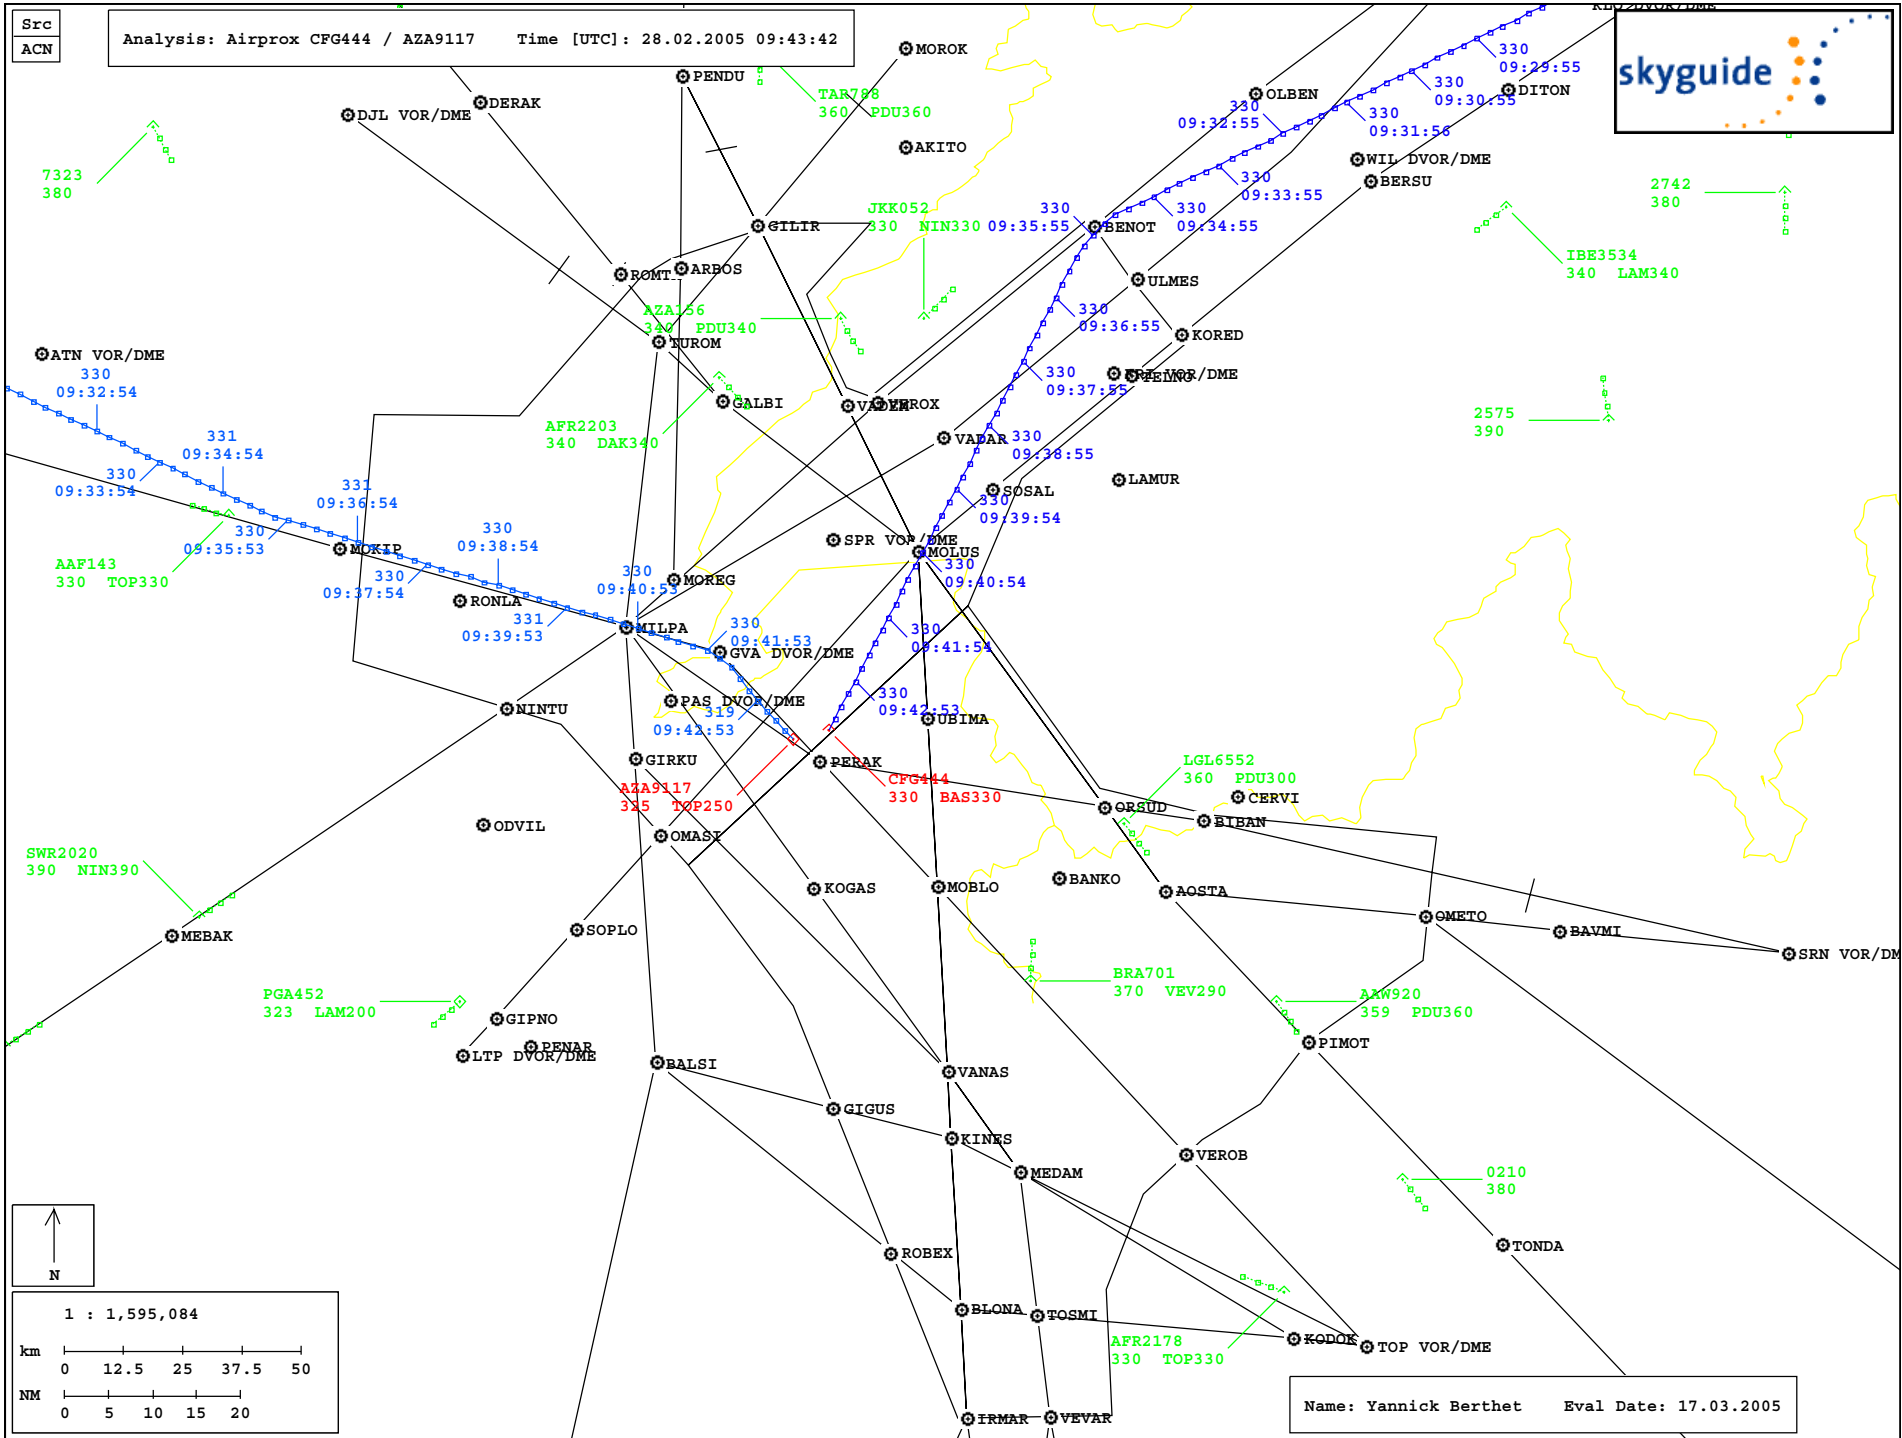 Src
ACN
Analysis: Airprox CFG444 / AZA9117 Time [UTC]: 28.02.2005 09:43:42
skyguide
MOROK
PENDU
DERAK
DJL VOR/DME
TAR788
360 PDU360
AKITO
7323
380
330
09:29:55
330
09:30:55
330
09:31:56
330
09:32:55
330
09:33:55
330
09:34:55
330
09:35:55
OLBEN
DITON
WIL DVOR/DME
BERSU
2742
380
JKK052
330 NIN330
BENOT
GILIR
IBE3534
340 LAM340
ROMT
ARBOS
ULMES
AZA156
340 PDU340
330
09:36:55
KORED
TUROM
ATN VOR/DME
330
09:32:54
330
09:37:55
VOR/DME
GALBI
VEROX
AFR2203
340 DAK340
2575
390
331
09:34:54
VADAR
330
09:38:55
330
09:33:54
LAMUR
331
09:36:54
SOSAL
330
09:39:54
330
09:35:53
330
09:38:54
MOKIP
SPR VOR/DME
MOLUS
AAF143
330 TOP330
330
09:37:54
330
09:40:53
MOREG
330
09:40:54
RONLA
331
09:39:53
MILPA
330
09:41:53
330
09:41:54
GVA DVOR/DME
PAS DVOR/DME
NINTU
319
09:42:53
330
09:42:53
UBIMA
GIRKU
PERAK
LGL6552
360 PDU300
AZA9117
325 TOP250
CFG444
330 BAS330
CERVI
ORSUD
BIBAN
ODVIL
OMASI
SWR2020
390 NIN390
KOGAS
MOBLO
BANKO
AOSTA
OMETO
BAVMI
SOPLO
MEBAK
SRN VOR/DM
BRA701
370 VEV290
PGA452
323 LAM200
AAW920
359 PDU360
GIPNO
PENAR
LTP DVOR/DME
PIMOT
BALSI
VANAS
GIGUS
KINES
VEROB
MEDAM
0210
380
TONDA
ROBEX
N
BLONA
TOSMI
KODOK
TOP VOR/DME
AFR2178
330 TOP330
1 : 1,595,084
km
0 12.5 25 37.5 50
NM
0 5 10 15 20
IRMAR
VEVAR
Name: Yannick Berthet Eval Date: 17.03.2005